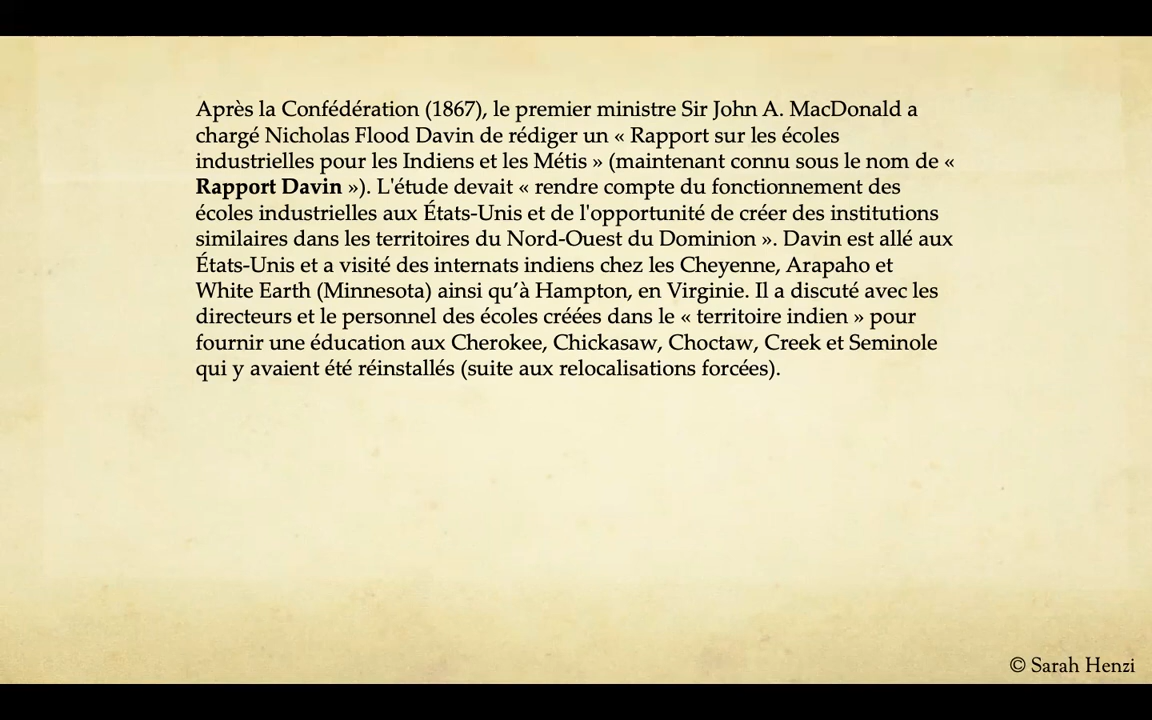 Après la Confédération (1867), le premier ministre Sir John A. MacDonald a
chargé Nicholas Flood Davin de rédiger un « Rapport sur les écoles
industrielles pour les Indiens et les Métis » (maintenant connu sous le nom de «
Rapport Davin »). L'étude devait « rendre compte du fonctionnement des
écoles industrielles aux États-Unis et de l'opportunité de créer des institutions
similaires dans les territoires du Nord-Ouest du Dominion ». Davin est allé aux
États-Unis et a visité des internats indiens chez les Cheyenne, Arapaho et
White Earth (Minnesota) ainsi qu’à Hampton, en Virginie. Il a discuté avec les
directeurs et le personnel des écoles créées dans le « territoire indien » pour
fournir une éducation aux Cherokee, Chickasaw, Choctaw, Creek et Seminole
qui y avaient été réinstallés (suite aux relocalisations forcées).
© Sarah Henzi